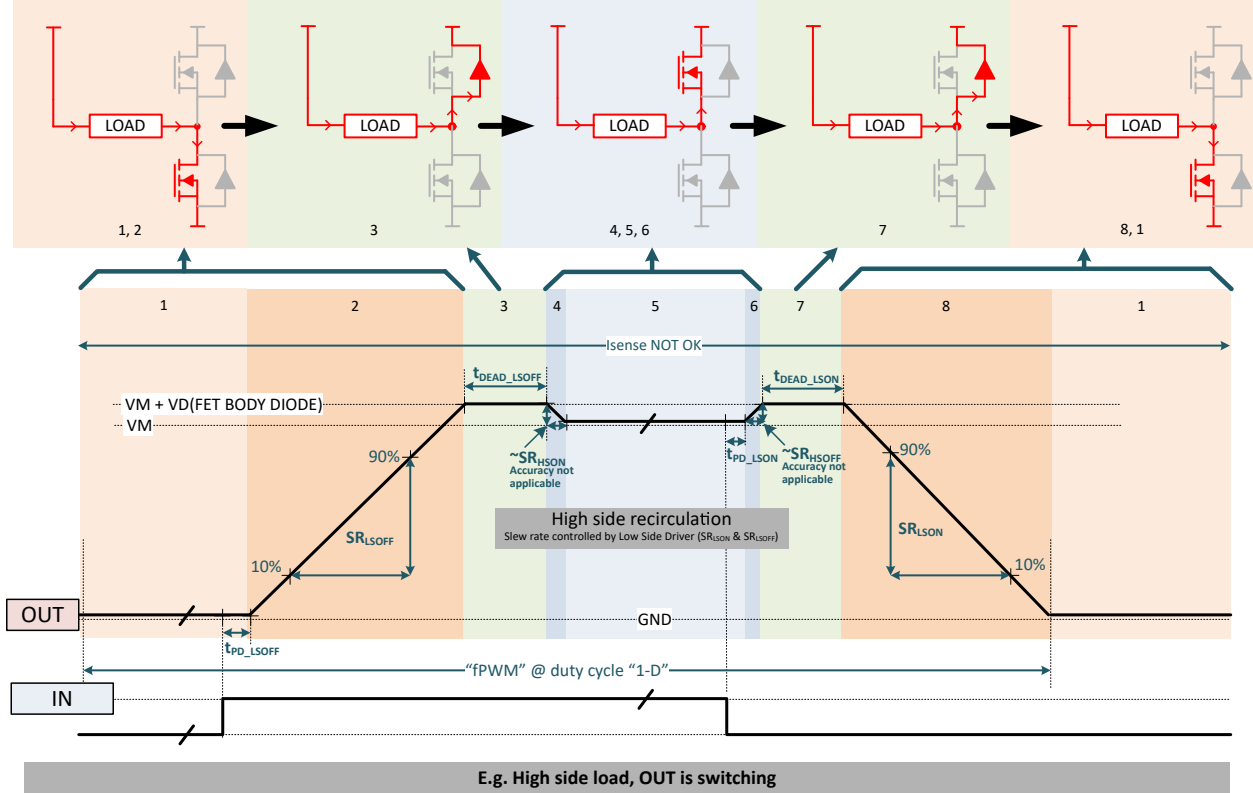 LOAD
LOAD
LOAD
LOAD
LOAD
1, 2
3
4, 5, 6
7
8, 1
1
2
3
4
5
6
7
8
1
Isense NOT OK
tDEAD_LSOFF
tDEAD_LSON
VM + VD(FET BODY DIODE)
VM
~SRHSON
Accuracy not
applicable
tPD_LSON
~SRHSOFF
Accuracy not
applicable
90%
90%
High side recirculation
Slew rate controlled by Low Side Driver (SRLSON & SRLSOFF)
SRLSOFF
SRLSON
10%
10%
OUT
GND
tPD_LSOFF
"fPWM" @ duty cycle "1-D"
IN
E.g. High side load, OUT is switching